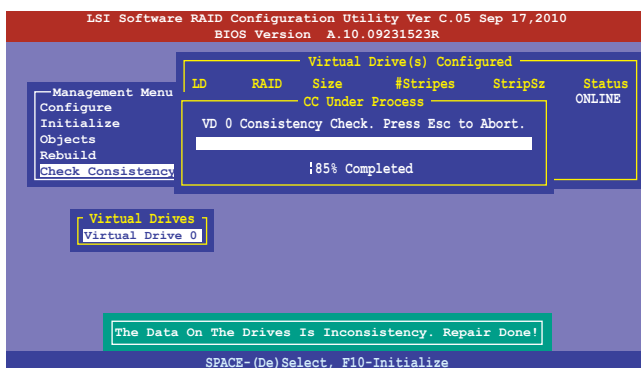 LSI Software RAID Configuration Utility Ver C.05 Sep 17,2010
BIOS Version A.10.09231523R
Virtual Drive(s) Configured
LD RAID Size #Stripes StripSz Status
ONLINE
Management Menu
Configure
Initialize
Objects
Rebuild
Check Consistency
CC Under Process
VD 0 Consistency Check. Press Esc to Abort.
85% Completed
Virtual Drives
Virtual Drive 0
The Data On The Drives Is Inconsistency. Repair Done!
SPACE-(De)Select, F10-Initialize